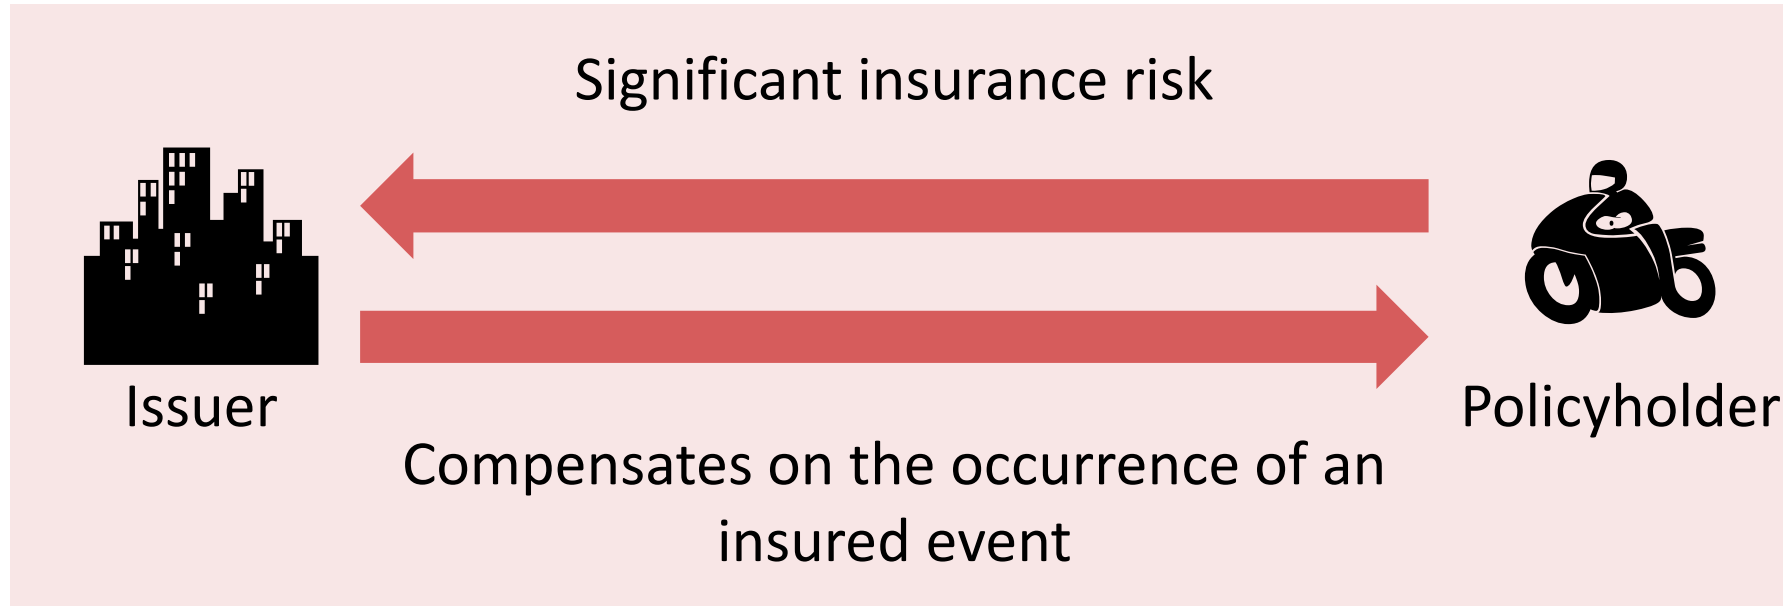 Significant insurance risk
Issuer
Policyholder
Compensates on the occurrence of an
insured event